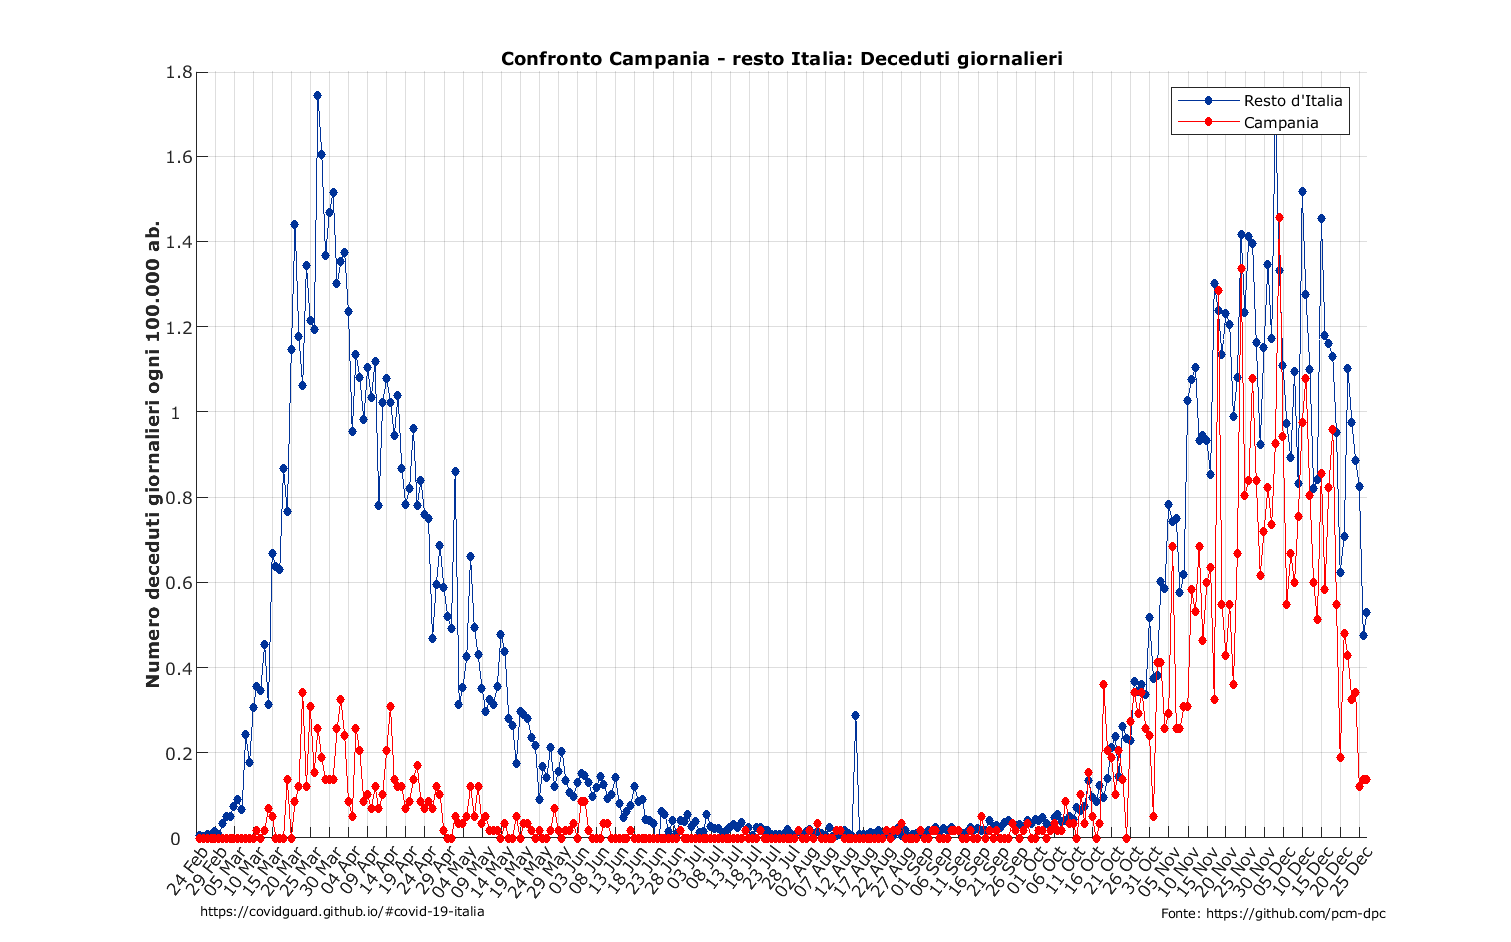 Confronto Campania - resto Italia: Deceduti giornalieri
Numero deceduti giornalieri ogni 100.000 ab.
1.8
1.6
1.4
1.2
1
0.8
0.6
0.4
0.2
0
Resto d'Italia
Campania
24 Feb
29 Feb
05 Mar
10 Mar
15 Mar
20 Mar
25 Mar
30 Mar
04 Apr
09 Apr
14 Apr
19 Apr
24 Apr
29 Apr
04 May
09 May
14 May
19 May
24 May
29 May
03 Jun
08 Jun
13 Jun
18 Jun
23 Jun
28 Jun
03 Jul
08 Jul
13 Jul
18 Jul
23 Jul
28 Jul
02 Aug
07 Aug
12 Aug
17 Aug
22 Aug
27 Aug
01 Sep
06 Sep
11 Sep
16 Sep
21 Sep
26 Sep
01 Oct
06 Oct
11 Oct
16 Oct
21 Oct
26 Oct
31 Oct
05 Nov
10 Nov
15 Nov
20 Nov
25 Nov
30 Nov
05 Dec
10 Dec
15 Dec
20 Dec
25 Dec
https://covidguard.github.io/#covid-19-italia
Fonte: https://github.com/pcm-dpc